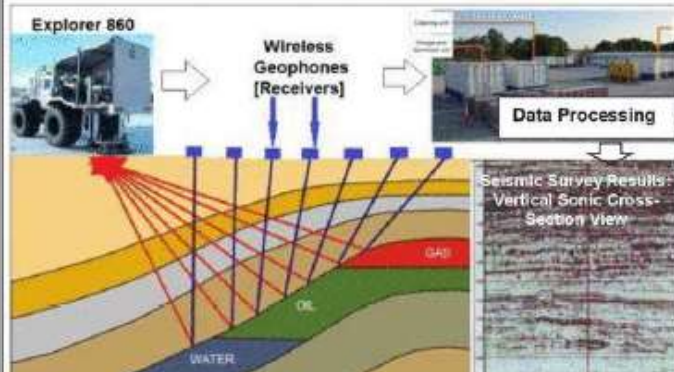 Explorer 860
Wireless
Geophones
[Receivers]
Data Processing
Seismic Survey Results:
Vertical Sonic Cross-
Section View
GAS
OIL
WATER